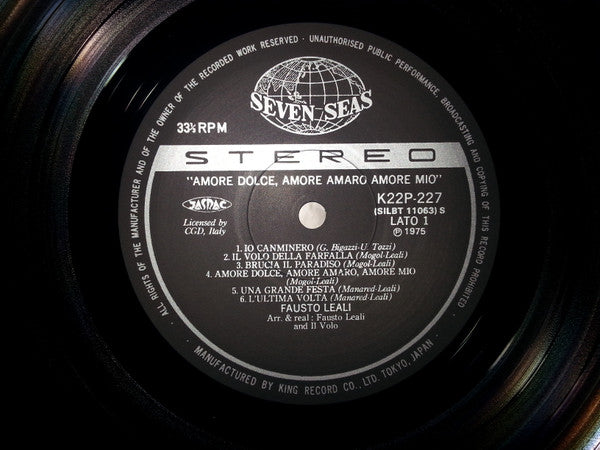 ALL RIGHTS OF THE MANUFACTURER AND OF THE OWNER OF THE RECORDED WORK RESERVED · UNAUTHORISED PUBLIC PERFORMANCE, BROADCASTING AND COPYING OF THIS RECORD PROHIBITED ·
SEVEN SEAS
33⅓ RPM
STEREO
"AMORE DOLCE, AMORE AMARO AMORE MIO"
JASRAC
Licensed by
CGD, Italy
K22P-227
(SILBT 11063) S
LATO 1
Ⓟ 1975
1. IO CANMINERO (G. Bigazzi-U. Tozzi)
2. IL VOLO DELLA FARFALLA (Mogol-Leali)
3. BRUCIA IL PARADISO (Mogol-Leali)
4. AMORE DOLCE, AMORE AMARO, AMORE MIO
(Mogol-Leali)
5. UNA GRANDE FESTA (Manared-Leali)
6. L'ULTIMA VOLTA (Manared-Leali)
FAUSTO LEALI
Arr. & real : Fausto Leali
and Il Volo
MANUFACTURED BY KING RECORD CO., LTD. TOKYO, JAPAN ·